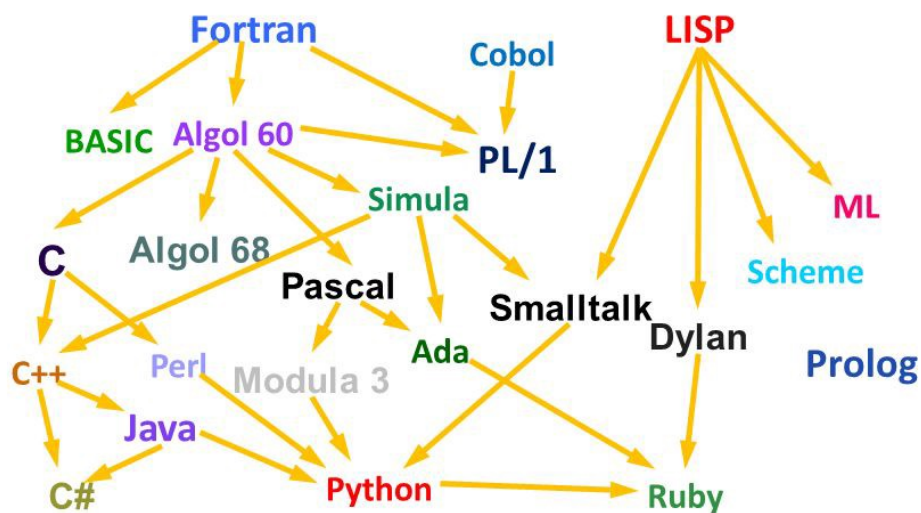 Fortran
LISP
Cobol
BASIC
Algol 60
PL/1
Simula
ML
Algol 68
C
Scheme
Pascal
Smalltalk
Dylan
Ada
Perl
Prolog
C++
Modula 3
Java
Python
C#
Ruby